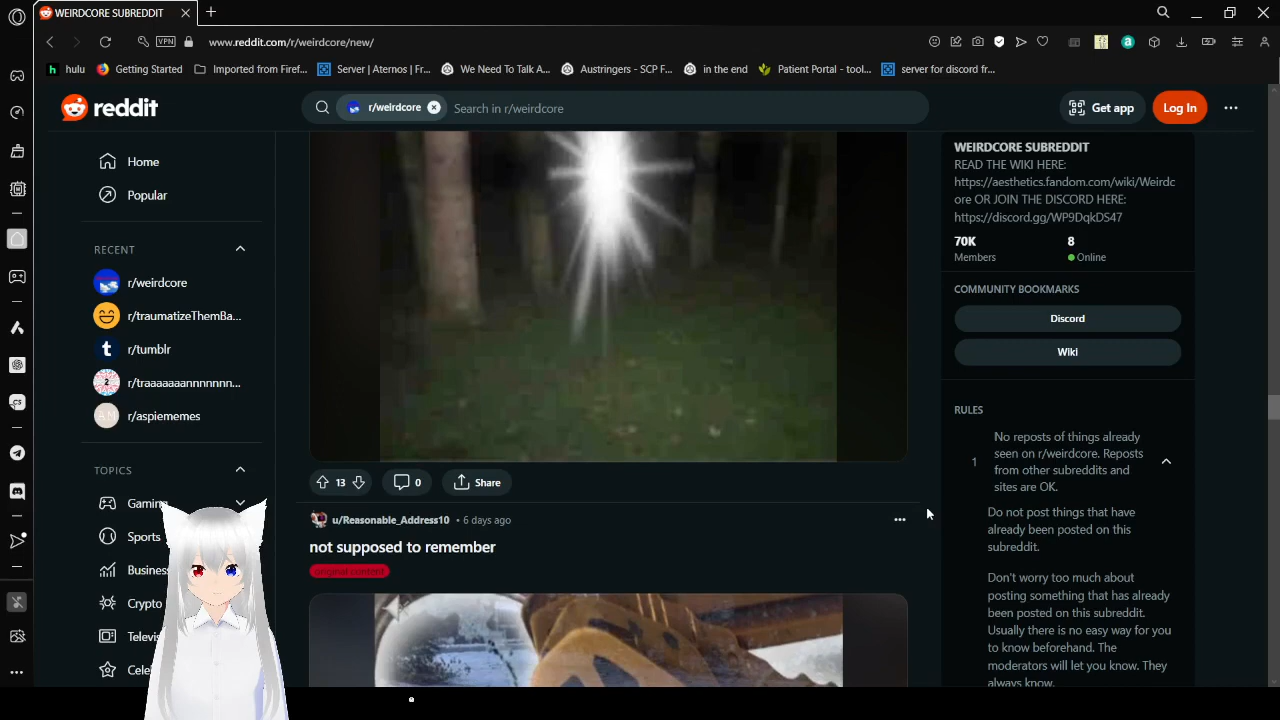 WEIRDCORE SUBREDDIT
VPN
www.reddit.com/r/weirdcore/new/
hulu
Getting Started
Imported from Firef...
Server | Aternos | Fr...
We Need To Talk A...
Austringers - SCP F...
in the end
Patient Portal - tool...
server for discord fr...
reddit
r/weirdcore
Search in r/weirdcore
Get app
Log In
Home
Popular
RECENT
r/weirdcore
r/traumatizeThemBa...
r/tumblr
r/traaaaaaannnnnnn...
r/aspiememes
TOPICS
Gaming
Sports
Business
Crypto
13
0
Share
u/Reasonable_Address10 • 6 days ago
not supposed to remember
original content
WEIRDCORE SUBREDDIT
READ THE WIKI HERE:
https://aesthetics.fandom.com/wiki/Weirdc
ore OR JOIN THE DISCORD HERE:
https://discord.gg/WP9DqkDS47
70K
Members
8
Online
COMMUNITY BOOKMARKS
Discord
Wiki
RULES
1
No reposts of things already
seen on r/weirdcore. Reposts
from other subreddits and
sites are OK.
Do not post things that have
already been posted on this
subreddit.
Don't worry too much about
posting something that has already
been posted on this subreddit.
Usually there is no easy way for you
to know beforehand. The
moderators will let you know. They
always know.